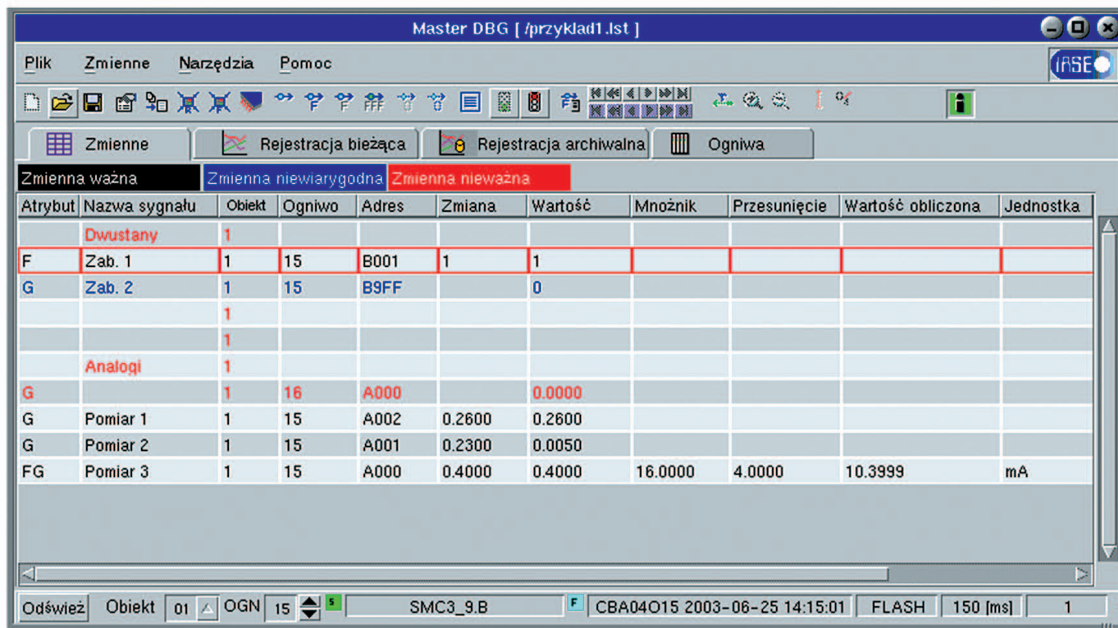 Master DBG [ /przyklad1.lst ]
Plik Zmienne Narzędzia Pomoc
IASE
Zmienne Rejestracja bieżąca Rejestracja archiwalna Ogniwa
Zmienna ważna Zmienna niewiarygodna Zmienna nieważna
Atrybut Nazwa sygnału Obiekt Ogniwo Adres Zmiana Wartość Mnożnik Przesunięcie Wartość obliczona Jednostka
Dwustany 1
F Zab. 1 1 15 B001 1 1
G Zab. 2 1 15 B9FF 0
1
1
Analogi 1
G 1 16 A000 0.0000
G Pomiar 1 1 15 A002 0.2600 0.2600
G Pomiar 2 1 15 A001 0.2300 0.0050
FG Pomiar 3 1 15 A000 0.4000 0.4000 16.0000 4.0000 10.3999 mA
Odśwież Obiekt 01 OGN 15 S SMC3_9.B F CBA04O15 2003-06-25 14:15:01 FLASH 150 [ms] 1